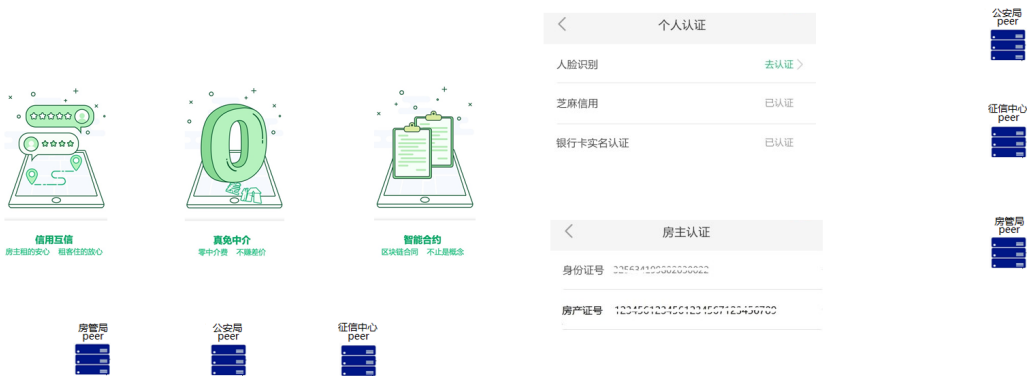 0
信用互信
房主租的安心 租客住的放心
真免中介
零中介费 不赚差价
智能合约
区块链合同 不止是概念
房管局
peer
公安局
peer
征信中心
peer
个人认证
人脸识别 去认证
芝麻信用 已认证
银行卡实名认证 已认证
房主认证
身份证号
房产证号
公安局
peer
征信中心
peer
房管局
peer